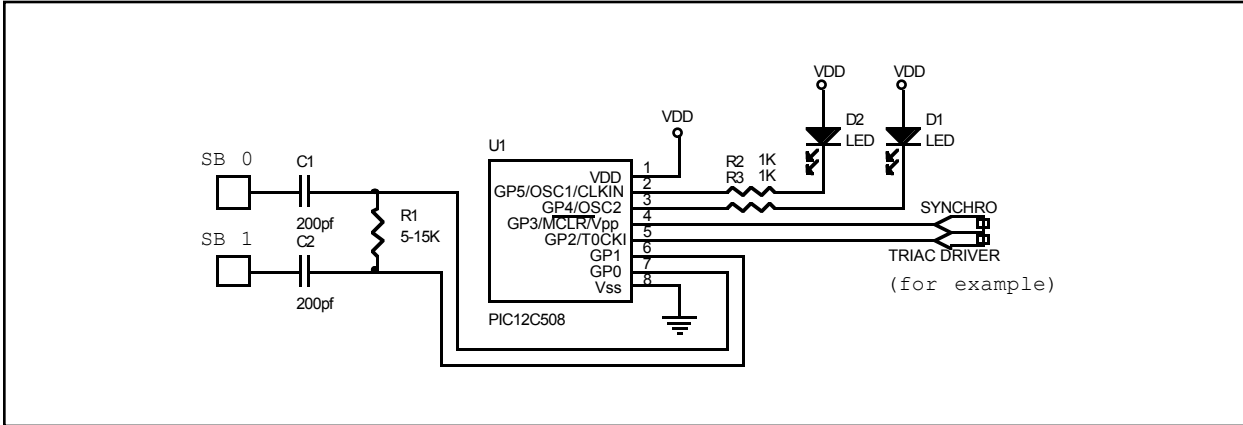 VDD
VDD
D2
LED
D1
LED
VDD
U1
SB 0
C1
200pf
R1
5-15K
SB 1
C2
200pf
VDD
GP5/OSC1/CLKIN
GP4/OSC2
GP3/MCLR/Vpp
GP2/T0CKI
GP1
GP0
Vss
1
2
3
4
5
6
7
8
PIC12C508
R2 1K
R3 1K
SYNCHRO
TRIAC DRIVER
(for example)